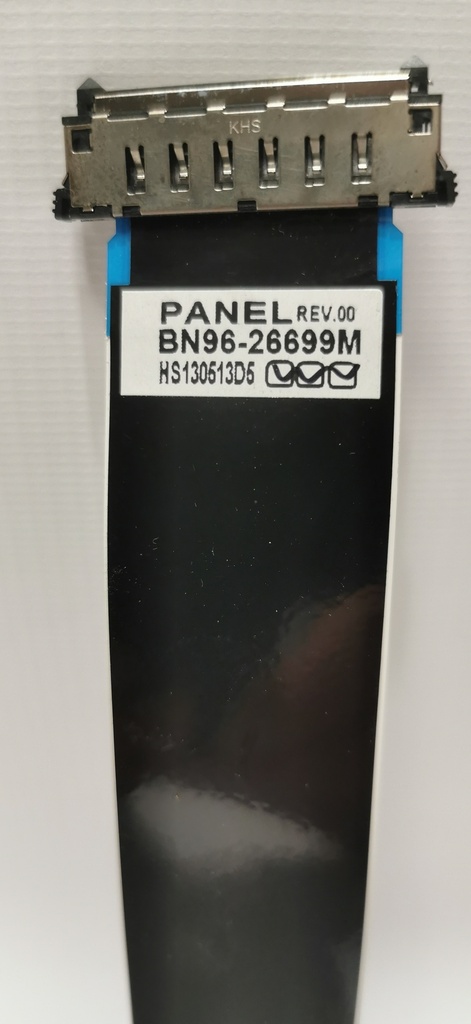 KHS
PANEL REV.00
BN96-26699M
HS130513D5